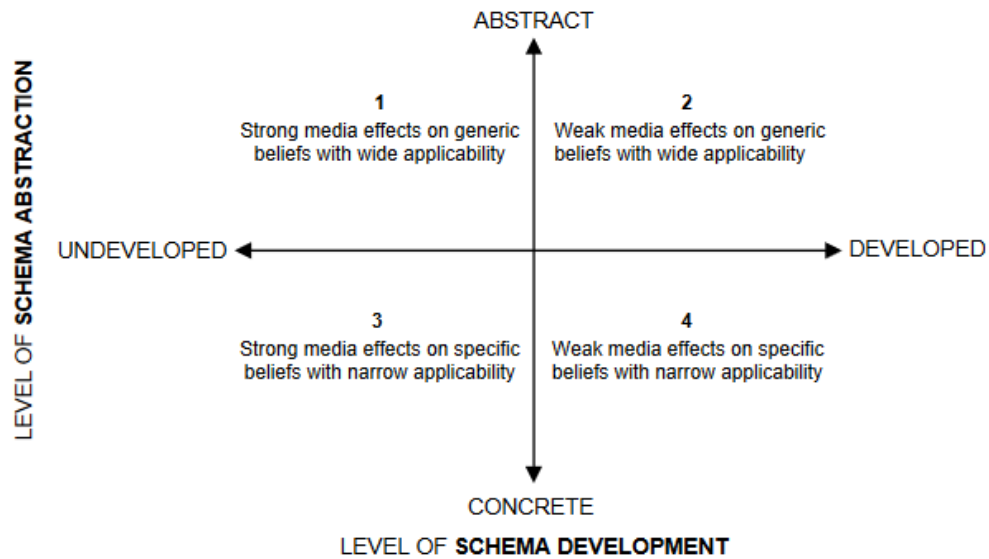 ABSTRACT
LEVEL OF SCHEMA ABSTRACTION
1
Strong media effects on generic
beliefs with wide applicability
2
Weak media effects on generic
beliefs with wide applicability
UNDEVELOPED
DEVELOPED
3
Strong media effects on specific
beliefs with narrow applicability
4
Weak media effects on specific
beliefs with narrow applicability
CONCRETE
LEVEL OF SCHEMA DEVELOPMENT